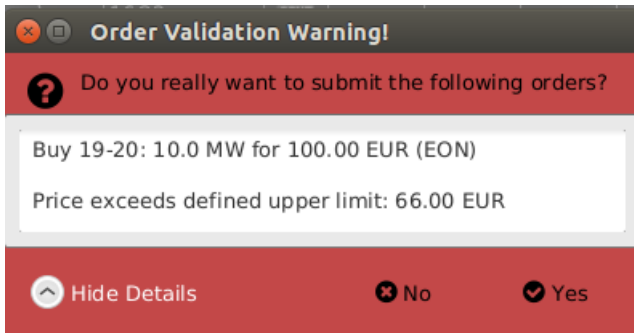 Order Validation Warning!
Do you really want to submit the following orders?
Buy 19-20: 10.0 MW for 100.00 EUR (EON)
Price exceeds defined upper limit: 66.00 EUR
Hide Details No Yes